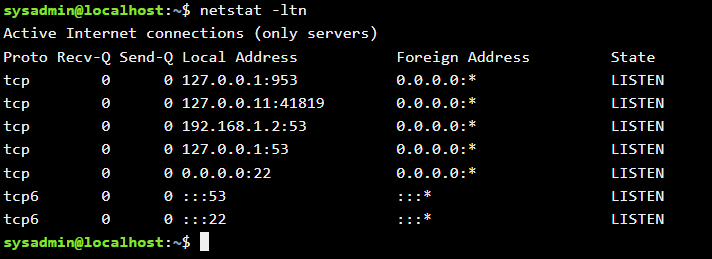 sysadmin@localhost:~$ netstat -ltn
Active Internet connections (only servers)
Proto Recv-Q Send-Q Local Address           Foreign Address         State
tcp        0      0 127.0.0.1:953           0.0.0.0:*               LISTEN
tcp        0      0 127.0.0.11:41819        0.0.0.0:*               LISTEN
tcp        0      0 192.168.1.2:53          0.0.0.0:*               LISTEN
tcp        0      0 127.0.0.1:53            0.0.0.0:*               LISTEN
tcp        0      0 0.0.0.0:22              0.0.0.0:*               LISTEN
tcp6       0      0 :::53                   :::*                    LISTEN
tcp6       0      0 :::22                   :::*                    LISTEN
sysadmin@localhost:~$